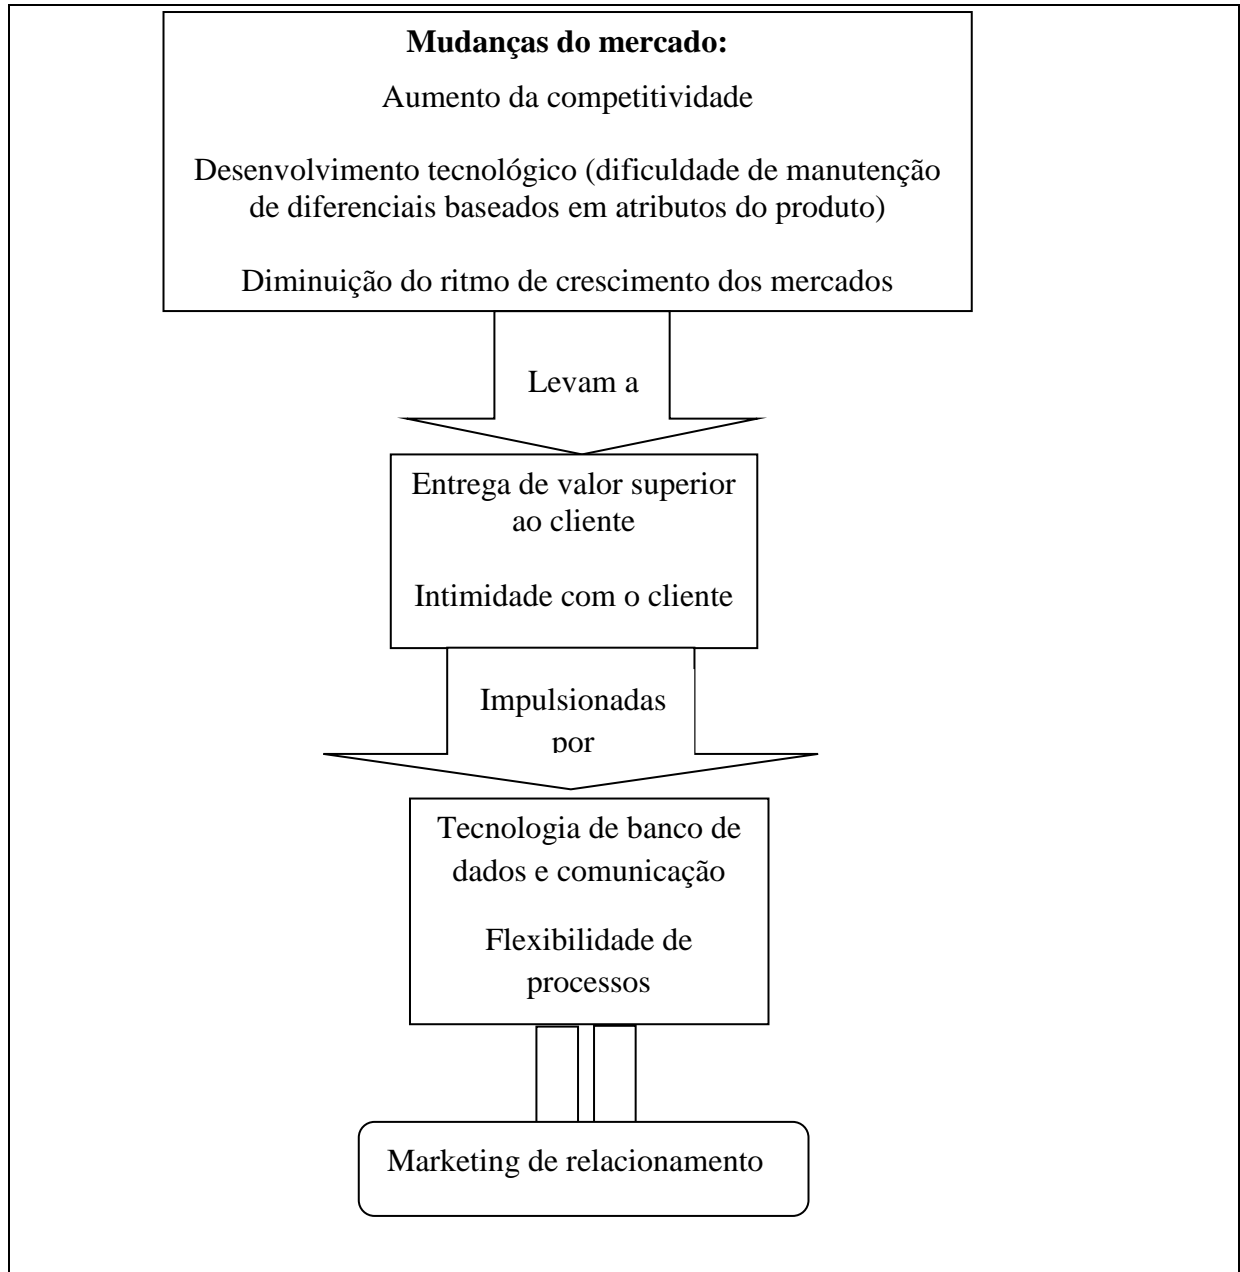 Mudanças do mercado:
Aumento da competitividade
Desenvolvimento tecnológico (dificuldade de manutenção
de diferenciais baseados em atributos do produto)
Diminuição do ritmo de crescimento dos mercados
Levam a
Entrega de valor superior
ao cliente
Intimidade com o cliente
Impulsionadas
por
Tecnologia de banco de
dados e comunicação
Flexibilidade de
processos
Marketing de relacionamento